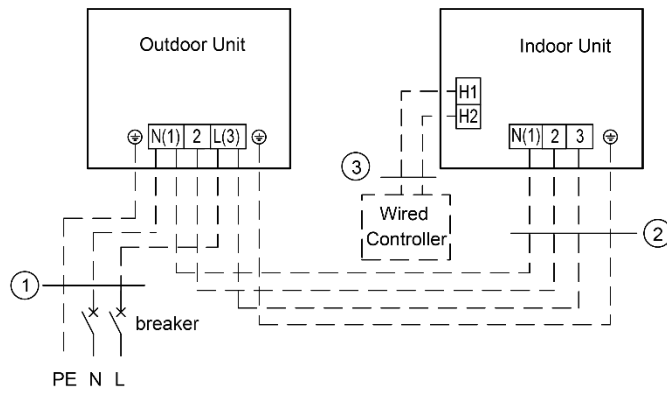 Outdoor Unit
Indoor Unit
H1
H2
N(1) 2 L(3)
N(1) 2 3
3
Wired
Controller
2
1
breaker
PE N L